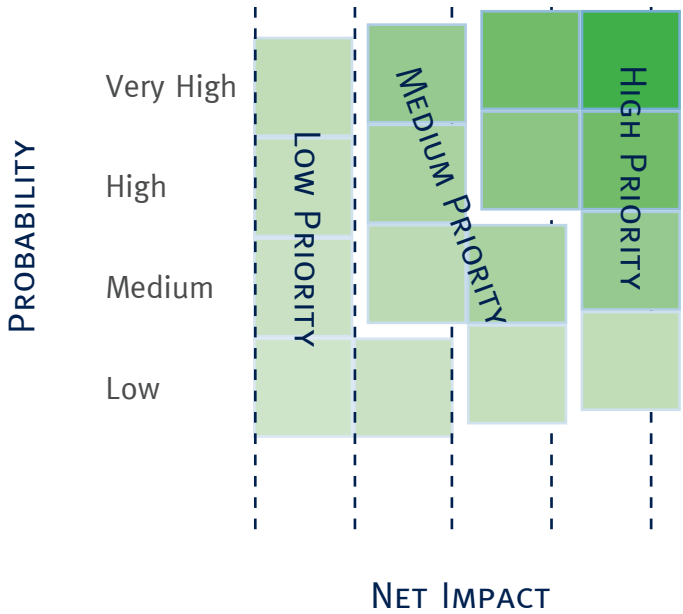 PROBABILITY
Very High
High
Medium
Low
LOW PRIORITY
MEDIUM PRIORITY
HIGH PRIORITY
NET IMPACT